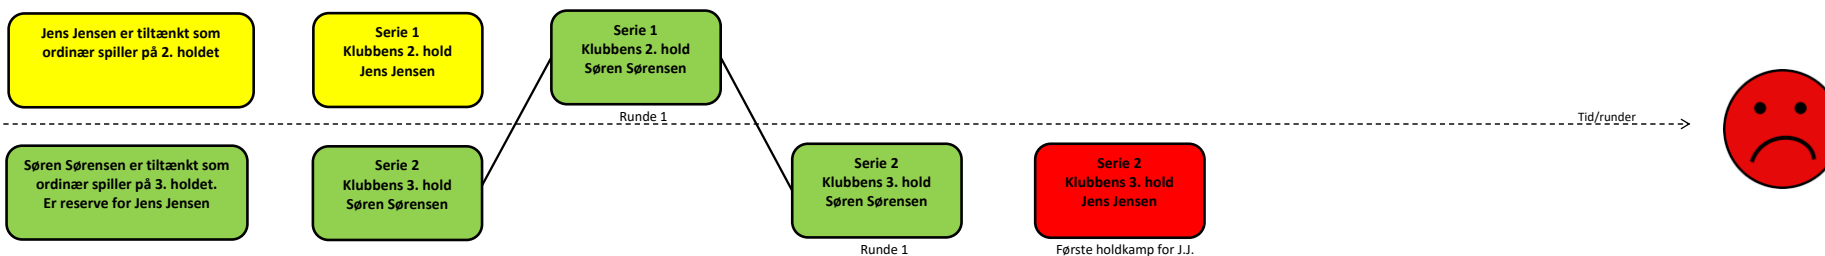 Jens Jensen er tiltænkt som
ordinær spiller på 2. holdet
Serie 1
Klubbens 2. hold
Jens Jensen
Serie 1
Klubbens 2. hold
Søren Sørensen
Runde 1
Tid/runder
Søren Sørensen er tiltænkt som
ordinær spiller på 3. holdet.
Er reserve for Jens Jensen
Serie 2
Klubbens 3. hold
Søren Sørensen
Serie 2
Klubbens 3. hold
Søren Sørensen
Runde 1
Serie 2
Klubbens 3. hold
Jens Jensen
Første holdkamp for J.J.